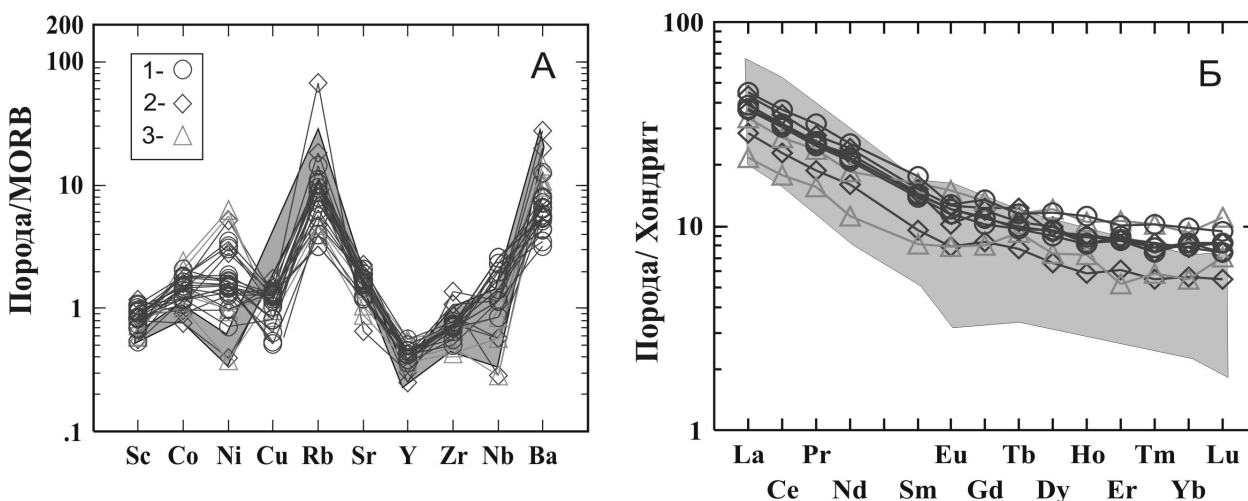 Порода/MORB
200
100
10
1
.1
A
1-
2-
3-
Sc Co Ni Cu Rb Sr Y Zr Nb Ba
Порода/ Хондрит
100
10
1
Б
La Pr Eu Tb Ho Tm Lu
Ce Nd Sm Gd Dy Er Yb